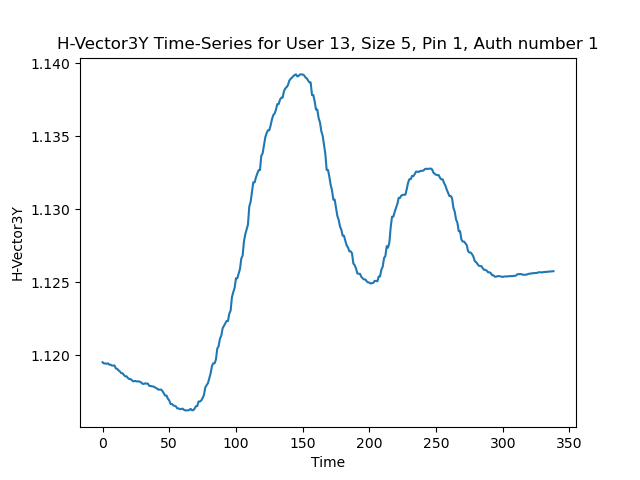 H-Vector3Y Time-Series for User 13, Size 5, Pin 1, Auth number 1
1.140
1.135
1.130
1.125
1.120
H-Vector3Y
0 50 100 150 200 250 300 350
Time